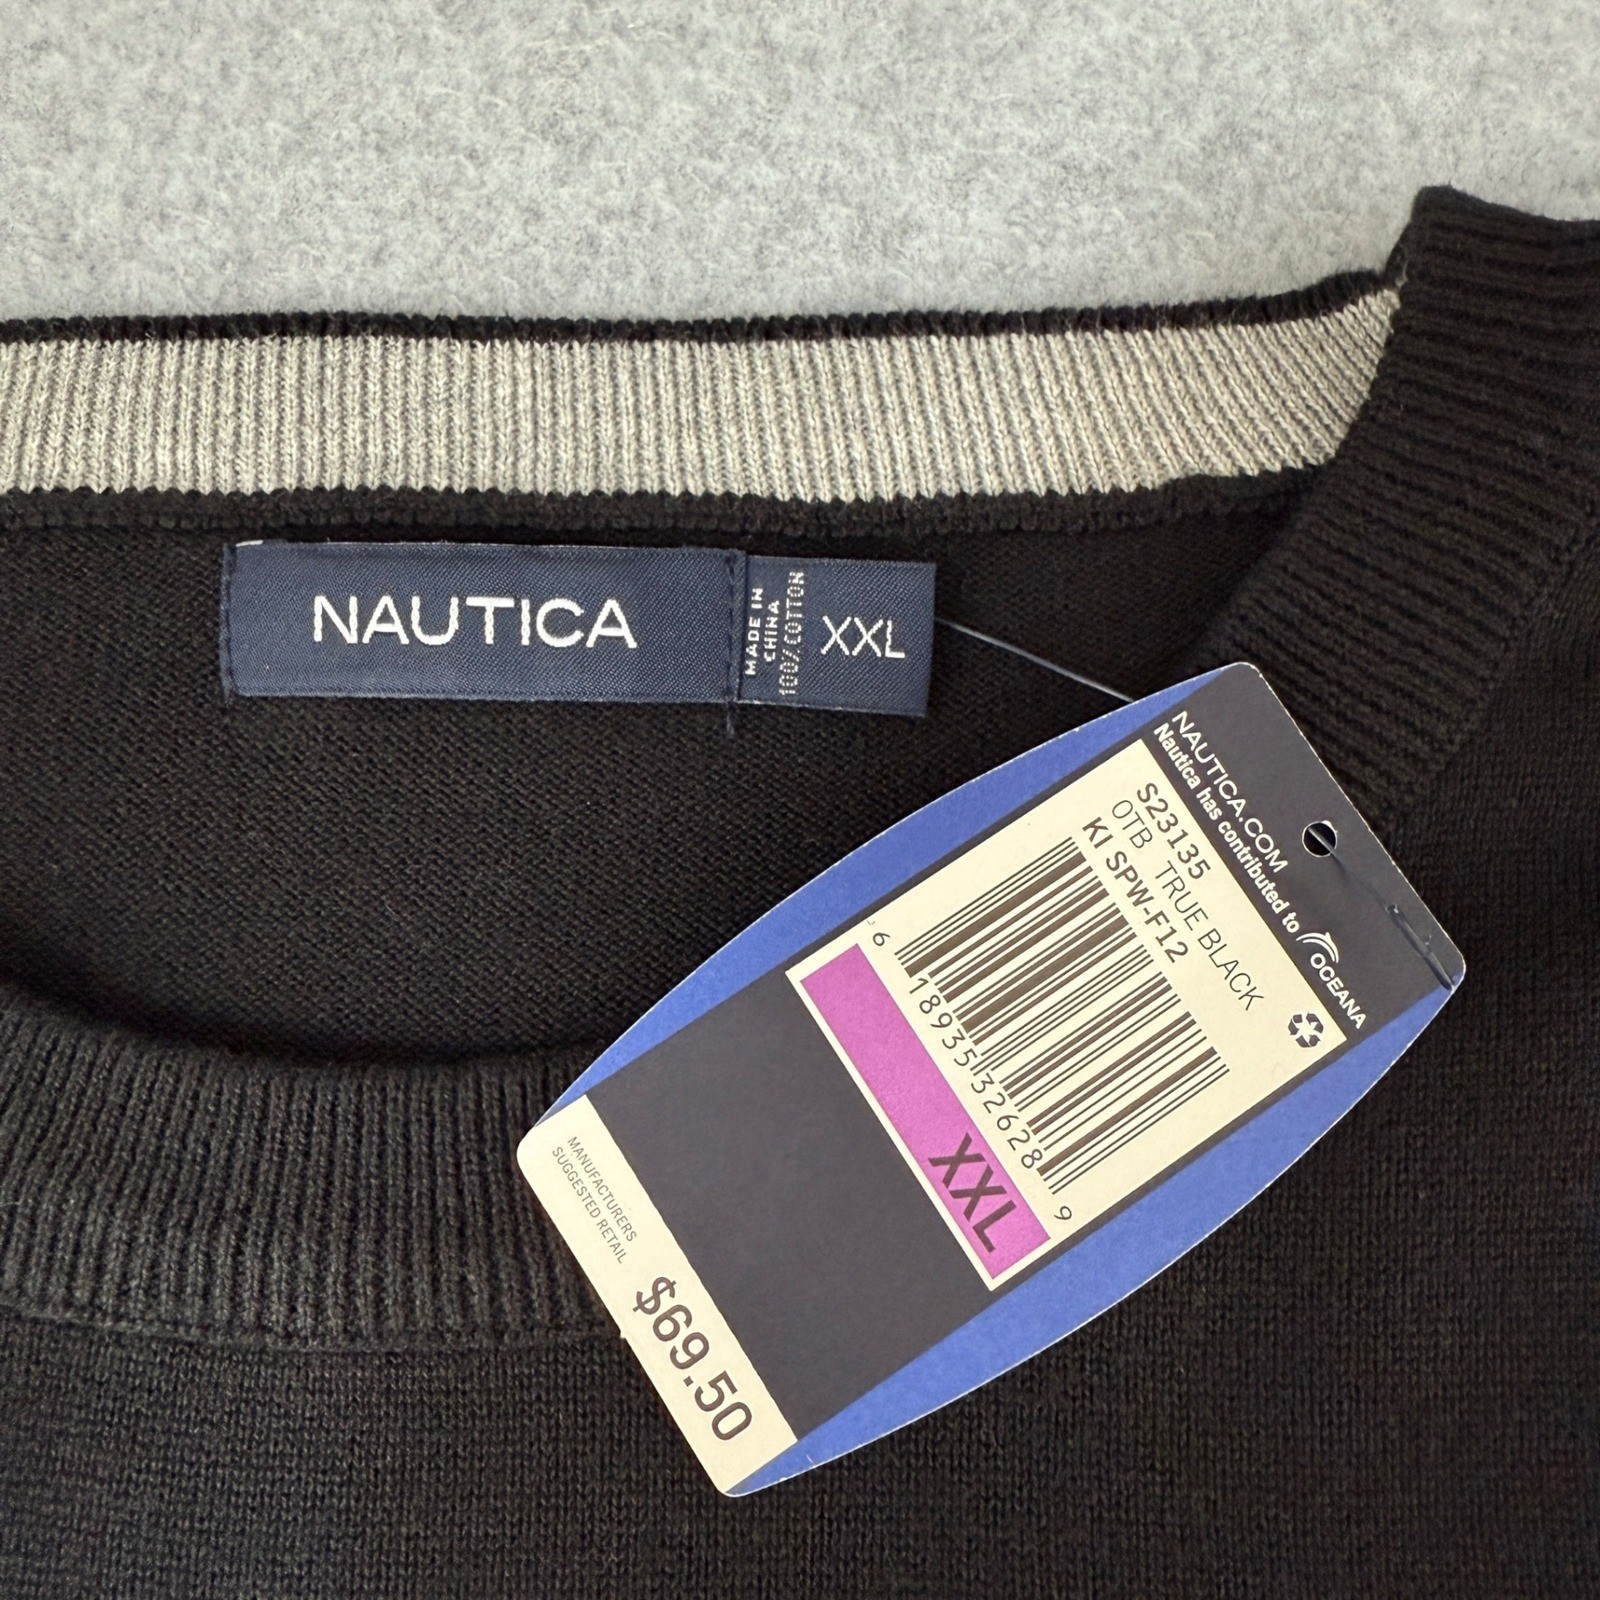 NAUTICA
MADE IN
CHINA
100% COTTON
XXL
NAUTICA.COM
Nautica has contributed to
OCEANA
S23135
0TB TRUE BLACK
KI SPW-F12
6 18935 32628 9
XXL
MANUFACTURERS
SUGGESTED RETAIL
$69.50